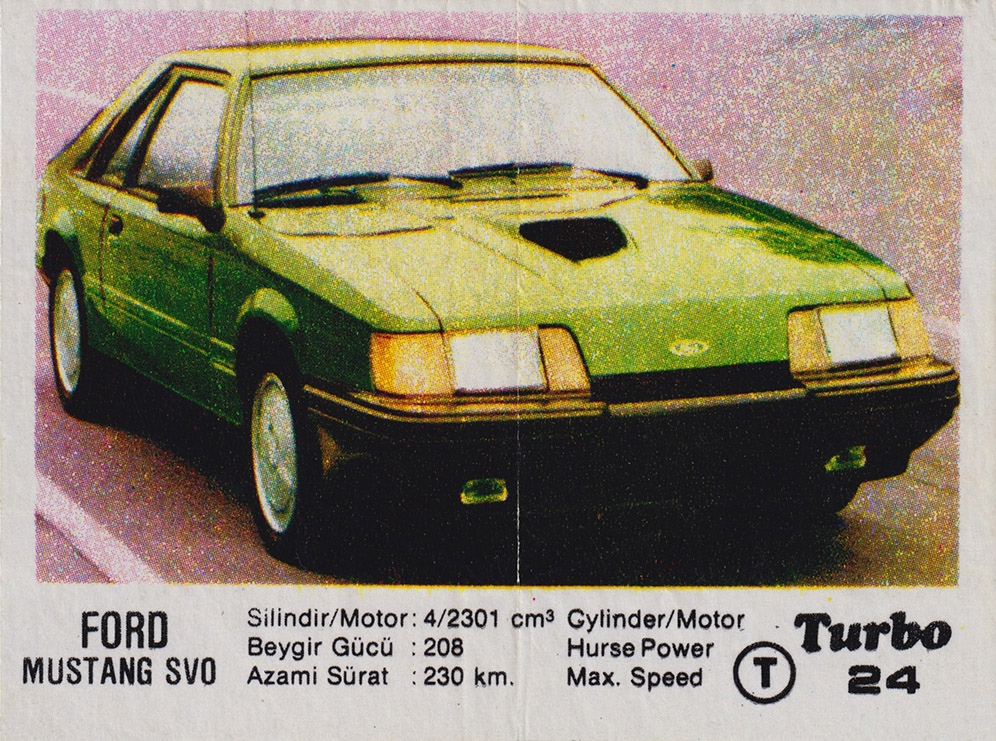 FORD
MUSTANG SVO
Silindir/Motor: 4/2301 cm³ Cylinder/Motor
Beygir Gücü : 208 Hurse Power
Azami Sürat : 230 km. Max. Speed
T
Turbo
24